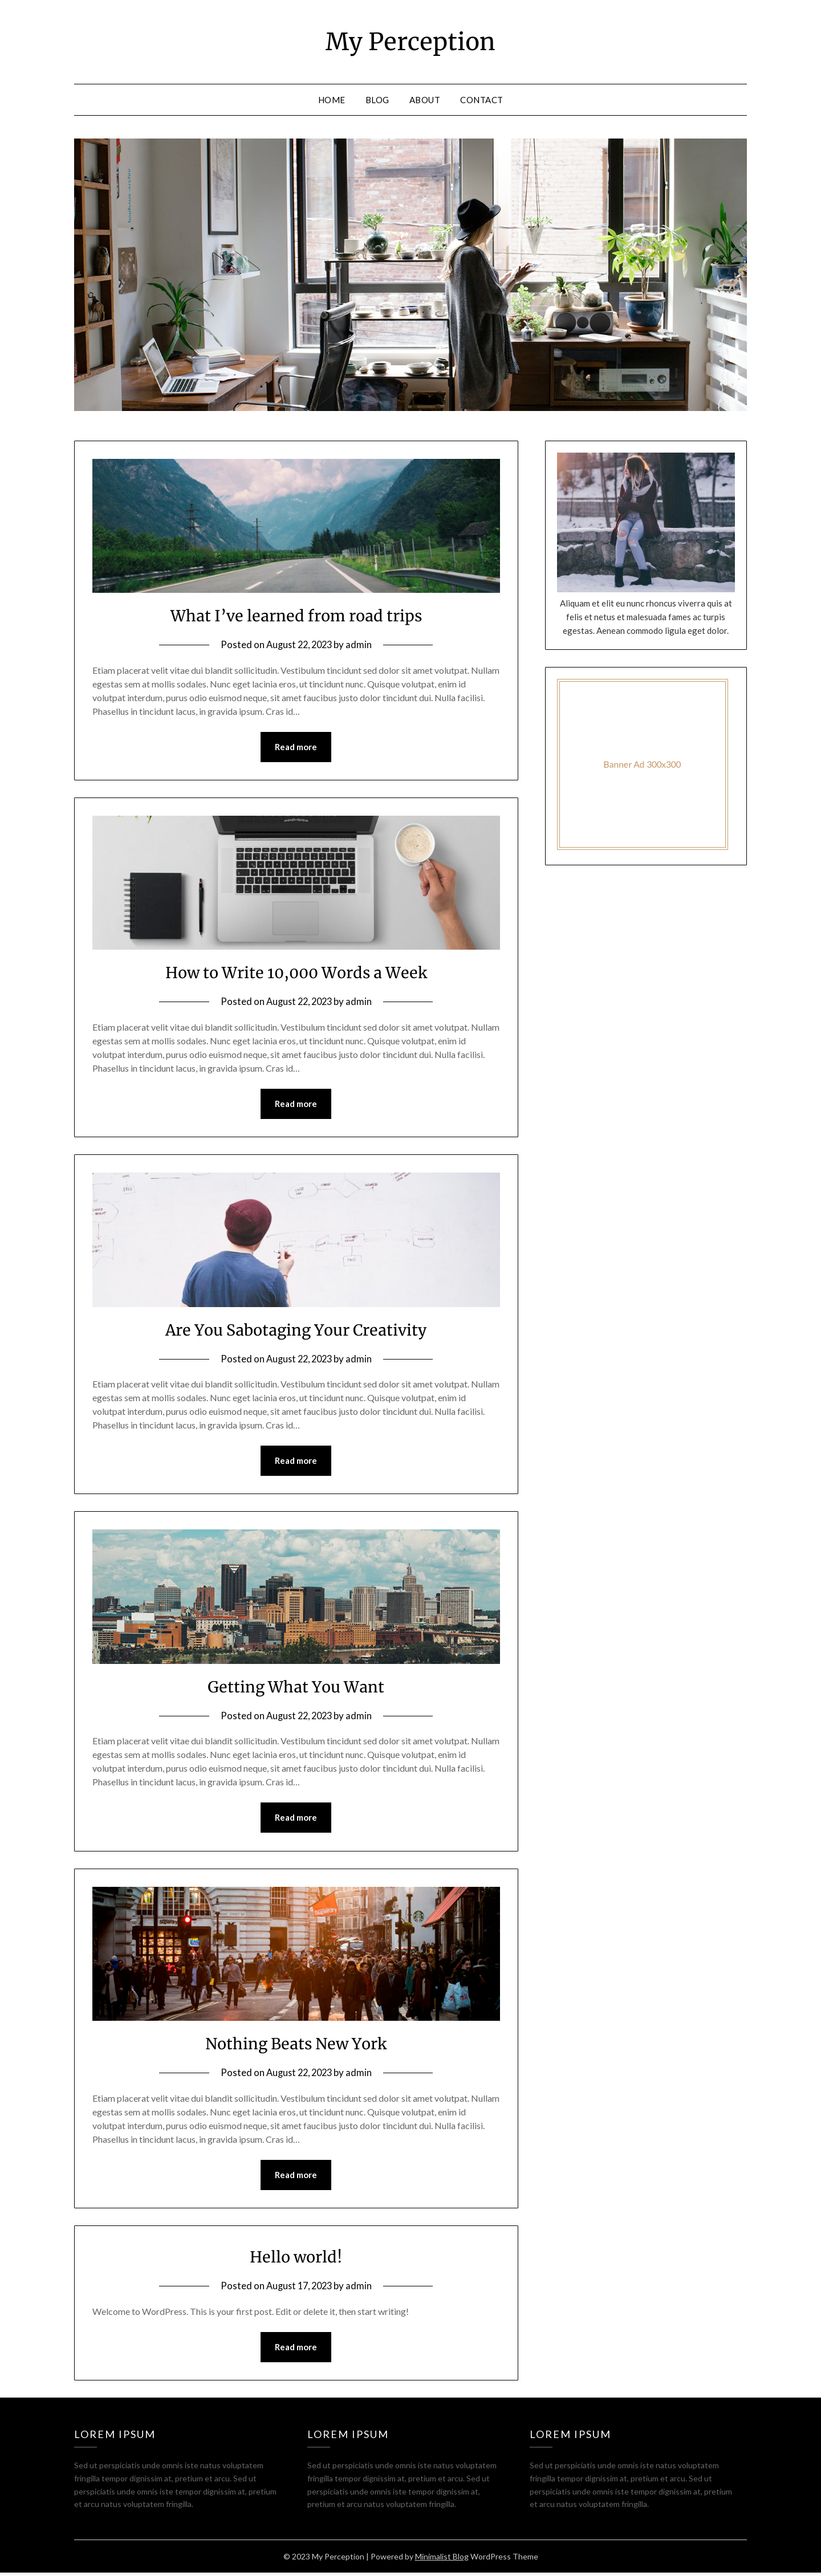 My Perception
HOME BLOG ABOUT CONTACT
What I’ve learned from road trips
Posted on August 22, 2023 by admin
Etiam placerat velit vitae dui blandit sollicitudin. Vestibulum tincidunt sed dolor sit amet volutpat. Nullam
egestas sem at mollis sodales. Nunc eget lacinia eros, ut tincidunt nunc. Quisque volutpat, enim id
volutpat interdum, purus odio euismod neque, sit amet faucibus justo dolor tincidunt dui. Nulla facilisi.
Phasellus in tincidunt lacus, in gravida ipsum. Cras id…
Read more
How to Write 10,000 Words a Week
Posted on August 22, 2023 by admin
Etiam placerat velit vitae dui blandit sollicitudin. Vestibulum tincidunt sed dolor sit amet volutpat. Nullam
egestas sem at mollis sodales. Nunc eget lacinia eros, ut tincidunt nunc. Quisque volutpat, enim id
volutpat interdum, purus odio euismod neque, sit amet faucibus justo dolor tincidunt dui. Nulla facilisi.
Phasellus in tincidunt lacus, in gravida ipsum. Cras id…
Read more
Are You Sabotaging Your Creativity
Posted on August 22, 2023 by admin
Etiam placerat velit vitae dui blandit sollicitudin. Vestibulum tincidunt sed dolor sit amet volutpat. Nullam
egestas sem at mollis sodales. Nunc eget lacinia eros, ut tincidunt nunc. Quisque volutpat, enim id
volutpat interdum, purus odio euismod neque, sit amet faucibus justo dolor tincidunt dui. Nulla facilisi.
Phasellus in tincidunt lacus, in gravida ipsum. Cras id…
Read more
Getting What You Want
Posted on August 22, 2023 by admin
Etiam placerat velit vitae dui blandit sollicitudin. Vestibulum tincidunt sed dolor sit amet volutpat. Nullam
egestas sem at mollis sodales. Nunc eget lacinia eros, ut tincidunt nunc. Quisque volutpat, enim id
volutpat interdum, purus odio euismod neque, sit amet faucibus justo dolor tincidunt dui. Nulla facilisi.
Phasellus in tincidunt lacus, in gravida ipsum. Cras id…
Read more
Nothing Beats New York
Posted on August 22, 2023 by admin
Etiam placerat velit vitae dui blandit sollicitudin. Vestibulum tincidunt sed dolor sit amet volutpat. Nullam
egestas sem at mollis sodales. Nunc eget lacinia eros, ut tincidunt nunc. Quisque volutpat, enim id
volutpat interdum, purus odio euismod neque, sit amet faucibus justo dolor tincidunt dui. Nulla facilisi.
Phasellus in tincidunt lacus, in gravida ipsum. Cras id…
Read more
Hello world!
Posted on August 17, 2023 by admin
Welcome to WordPress. This is your first post. Edit or delete it, then start writing!
Read more
Aliquam et elit eu nunc rhoncus viverra quis at
felis et netus et malesuada fames ac turpis
egestas. Aenean commodo ligula eget dolor.
Banner Ad 300x300
LOREM IPSUM
Sed ut perspiciatis unde omnis iste natus voluptatem
fringilla tempor dignissim at, pretium et arcu. Sed ut
perspiciatis unde omnis iste tempor dignissim at, pretium
et arcu natus voluptatem fringilla.
LOREM IPSUM
Sed ut perspiciatis unde omnis iste natus voluptatem
fringilla tempor dignissim at, pretium et arcu. Sed ut
perspiciatis unde omnis iste tempor dignissim at,
pretium et arcu natus voluptatem fringilla.
LOREM IPSUM
Sed ut perspiciatis unde omnis iste natus voluptatem
fringilla tempor dignissim at, pretium et arcu. Sed ut
perspiciatis unde omnis iste tempor dignissim at, pretium
et arcu natus voluptatem fringilla.
© 2023 My Perception | Powered by Minimalist Blog WordPress Theme